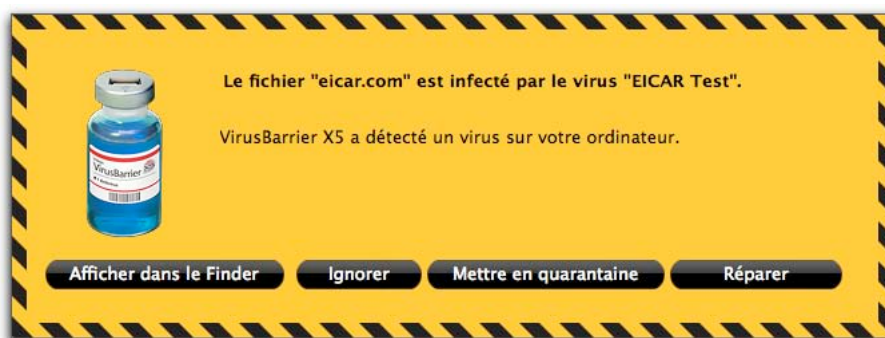 Le fichier "eicar.com" est infecté par le virus "EICAR Test".
VirusBarrier X5 a détecté un virus sur votre ordinateur.
VirusBarrier
Afficher dans le Finder
Ignorer
Mettre en quarantaine
Réparer